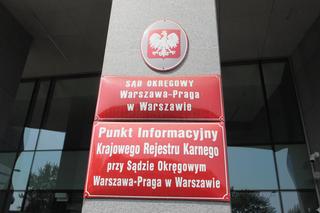 SĄD OKRĘGOWY
Warszawa-Praga
w Warszawie
Punkt Informacyjny
Krajowego Rejestru Karnego
przy Sądzie Okręgowym
Warszawa-Praga w Warszawie